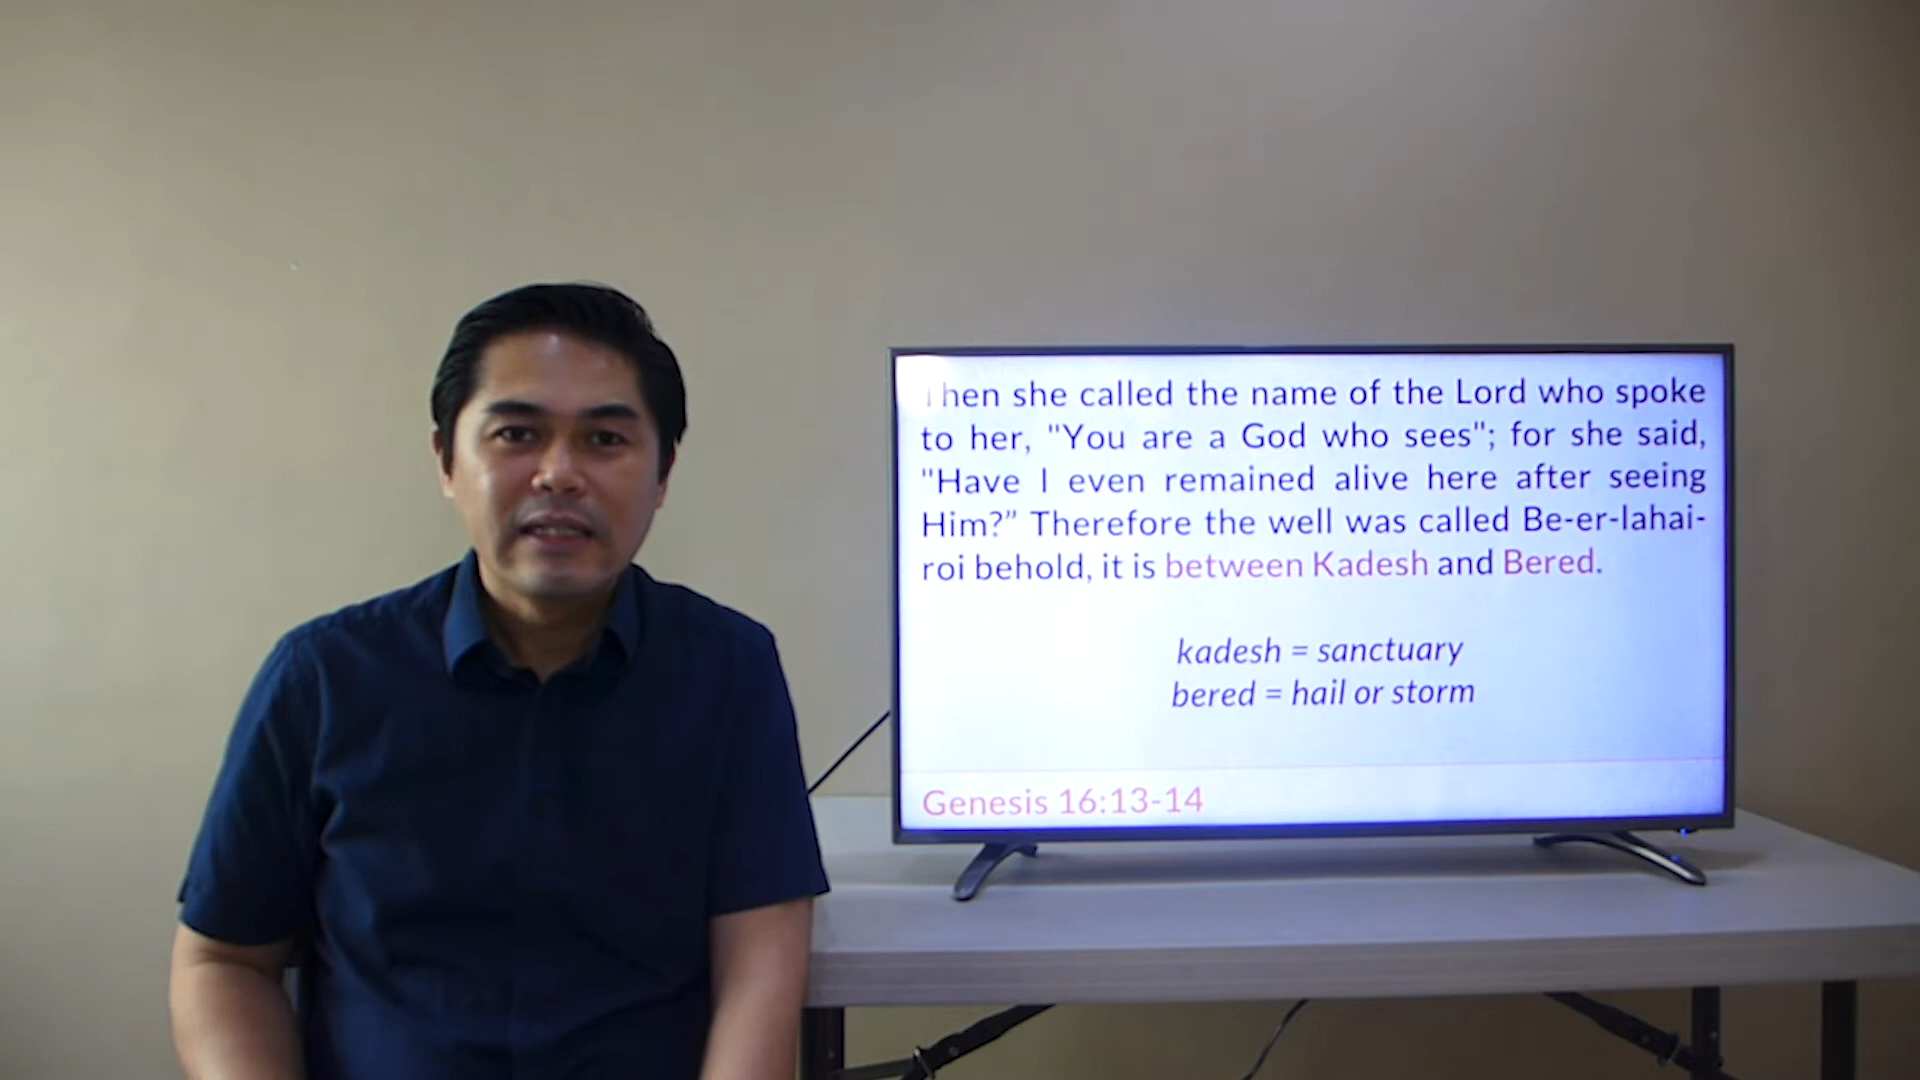 Then she called the name of the Lord who spoke
to her, "You are a God who sees"; for she said,
"Have I even remained alive here after seeing
Him?” Therefore the well was called Be-er-lahai-
roi behold, it is between Kadesh and Bered.
kadesh = sanctuary
bered = hail or storm
Genesis 16:13-14